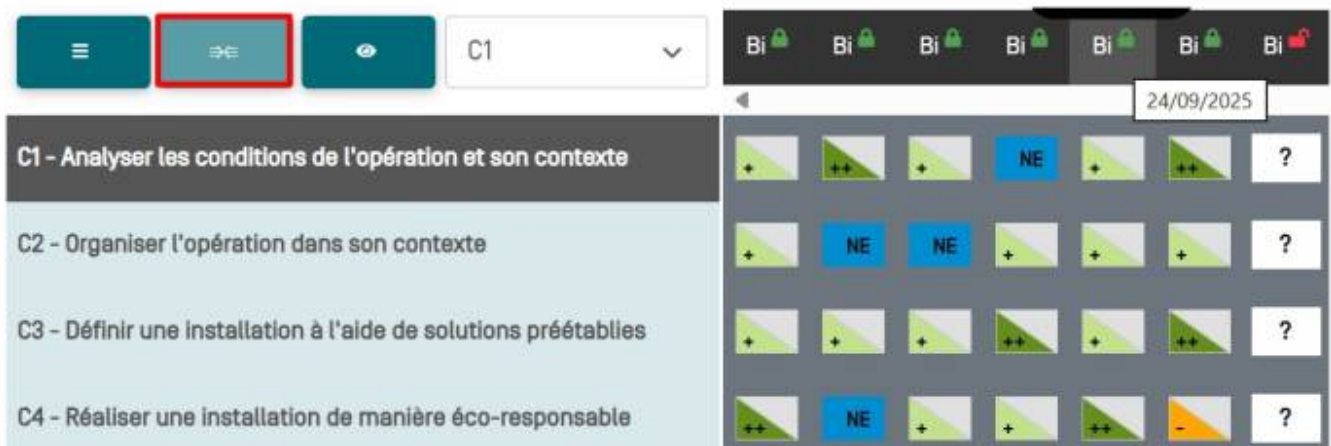 C1
Bi Bi Bi Bi Bi Bi Bi
24/09/2025
C1 - Analyser les conditions de l'opération et son contexte
+ ++ + NE + ++ ?
C2 - Organiser l'opération dans son contexte
+ NE NE + + + ?
C3 - Définir une installation à l'aide de solutions préétablies
+ + + ++ + ++ ?
C4 - Réaliser une installation de manière éco-responsable
++ NE + + ++ - ?